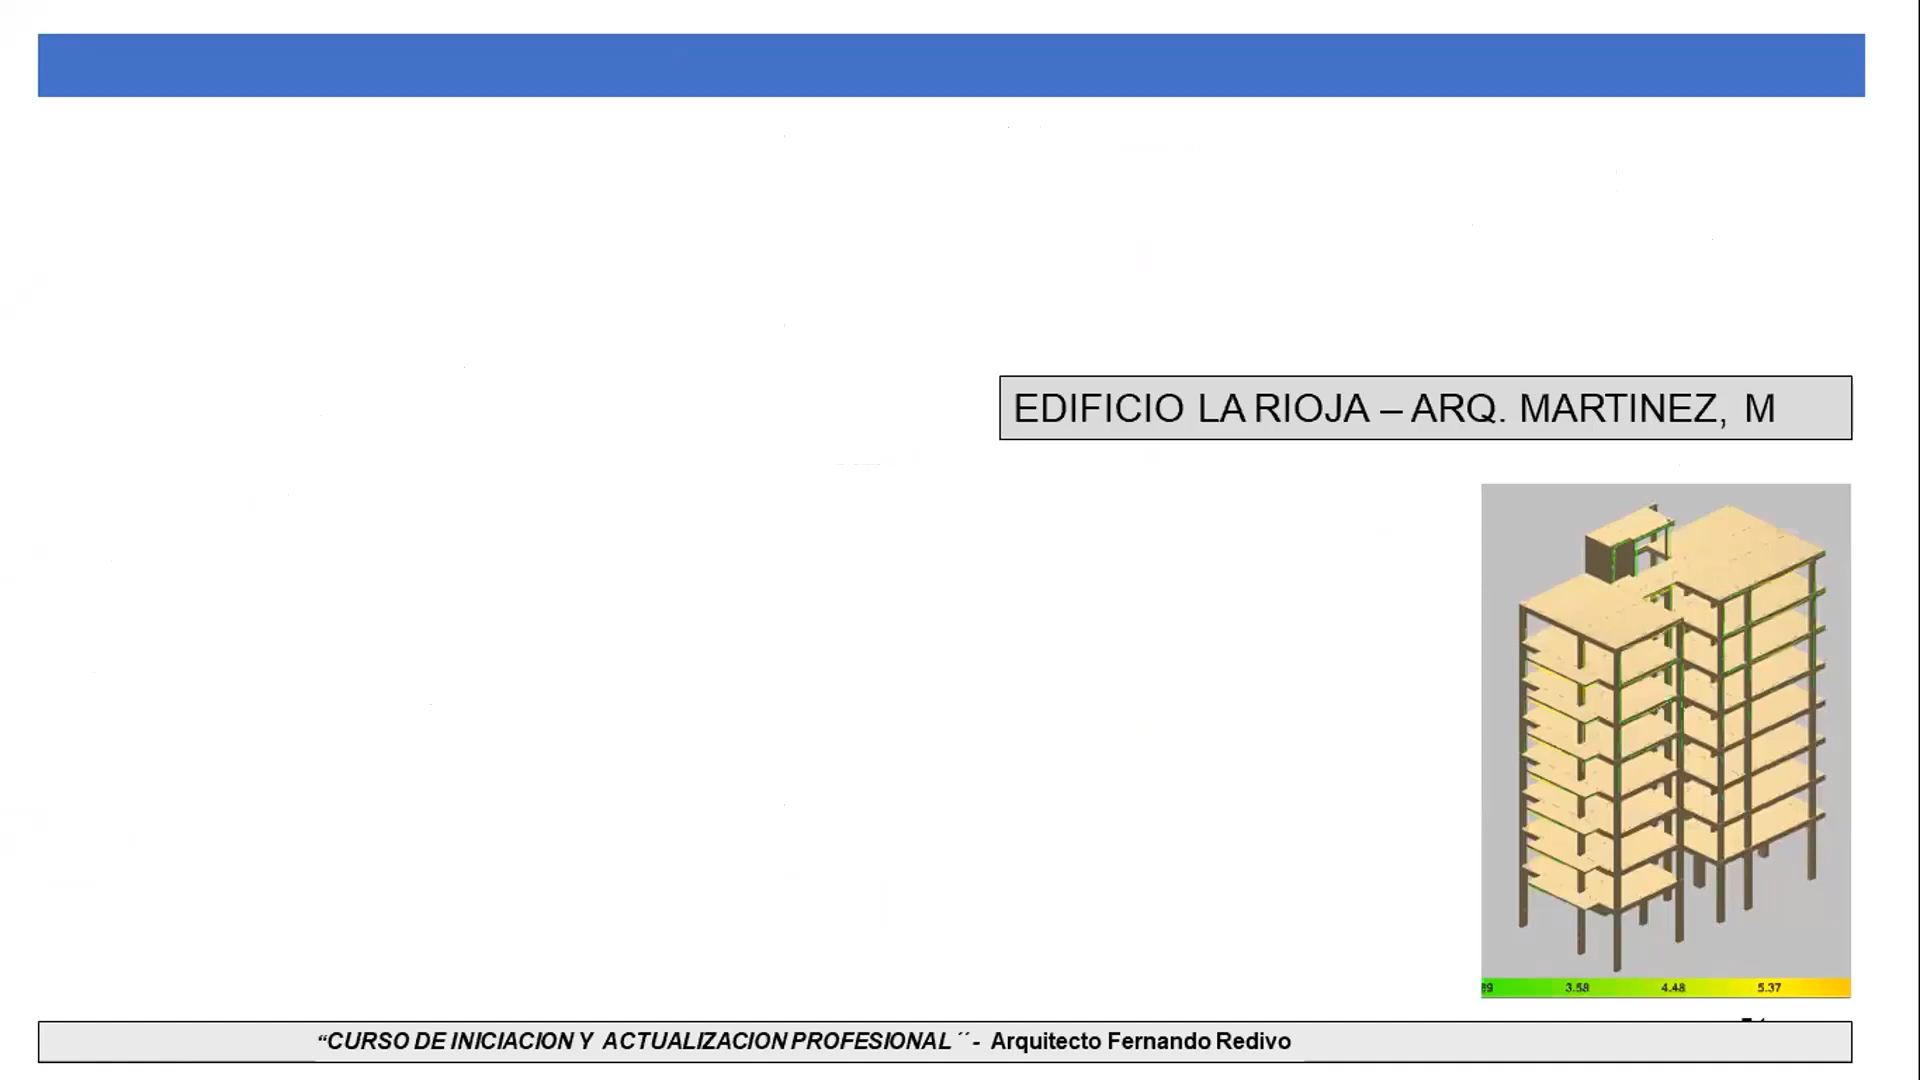 EDIFICIO LA RIOJA – ARQ. MARTINEZ, M
89 3.58 4.48 5.37
“CURSO DE INICIACION Y ACTUALIZACION PROFESIONAL ´´ - Arquitecto Fernando Redivo